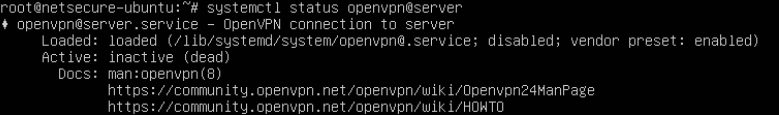 root@netsecure-ubuntu:~# systemctl status openvpn@server
♦ openvpn@server.service - OpenVPN connection to server
Loaded: loaded (/lib/systemd/system/openvpn@.service; disabled; vendor preset: enabled)
Active: inactive (dead)
Docs: man:openvpn(8)
https://community.openvpn.net/openvpn/wiki/Openvpn24ManPage
https://community.openvpn.net/openvpn/wiki/HOWTO